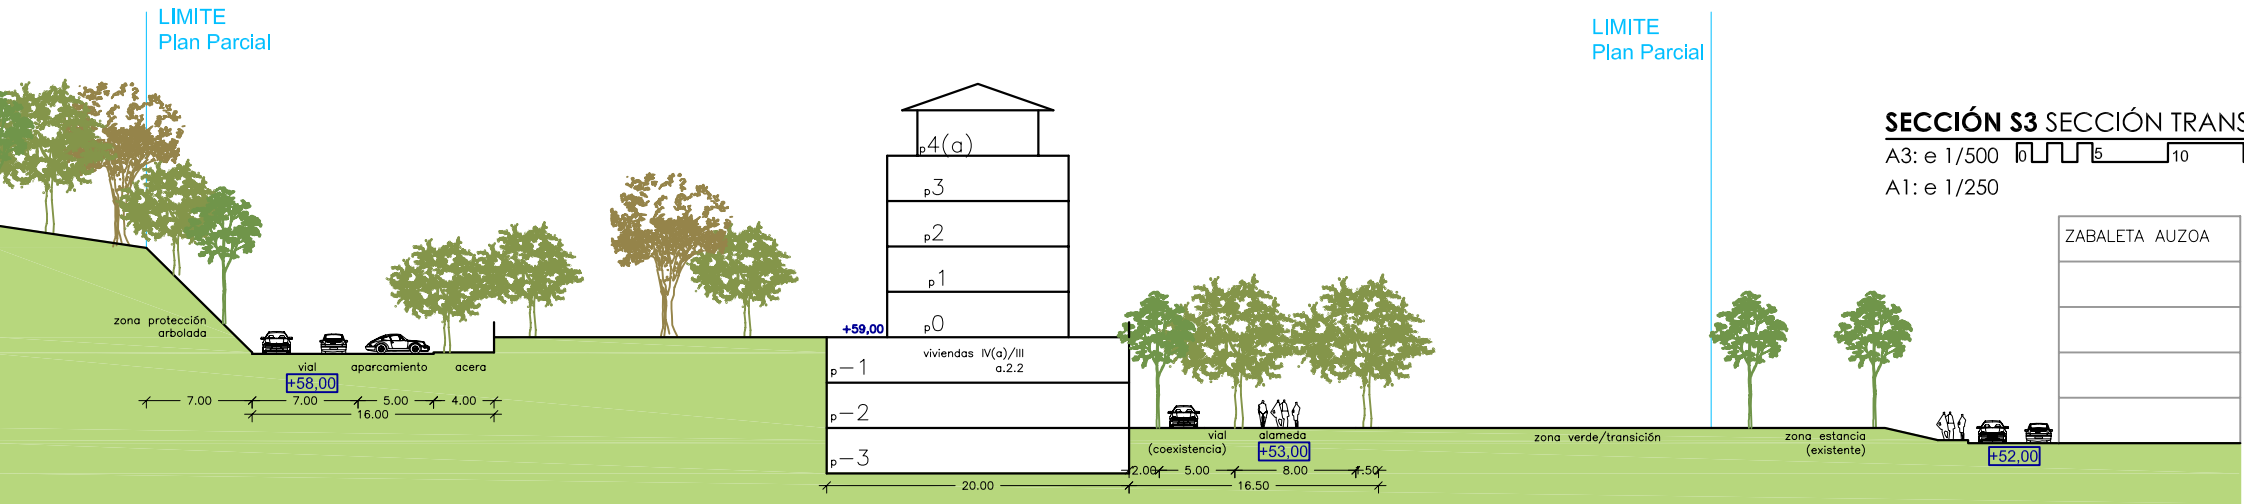 LIMITE
Plan Parcial
LIMITE
Plan Parcial
SECCIÓN S3 SECCIÓN TRANS
A3: e 1/500
0 5 10
A1: e 1/250
ZABALETA AUZOA
p4(a)
p3
p2
p1
p0
+59,00
viviendas IV(a)/III
a.2.2
p-1
p-2
p-3
zona protección
arbolada
vial
aparcamiento
acera
+58,00
7.00
7.00
5.00
4.00
16.00
vial
(coexistencia)
alameda
+53,00
zona verde/transición
zona estancia
(existente)
+52,00
2.00
5.00
8.00
1.50
20.00
16.50